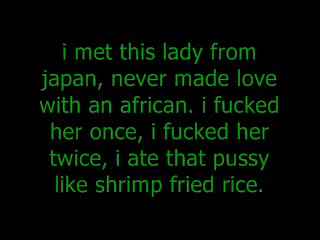 i met this lady from
japan, never made love
with an african. i fucked
her once, i fucked her
twice, i ate that pussy
like shrimp fried rice.